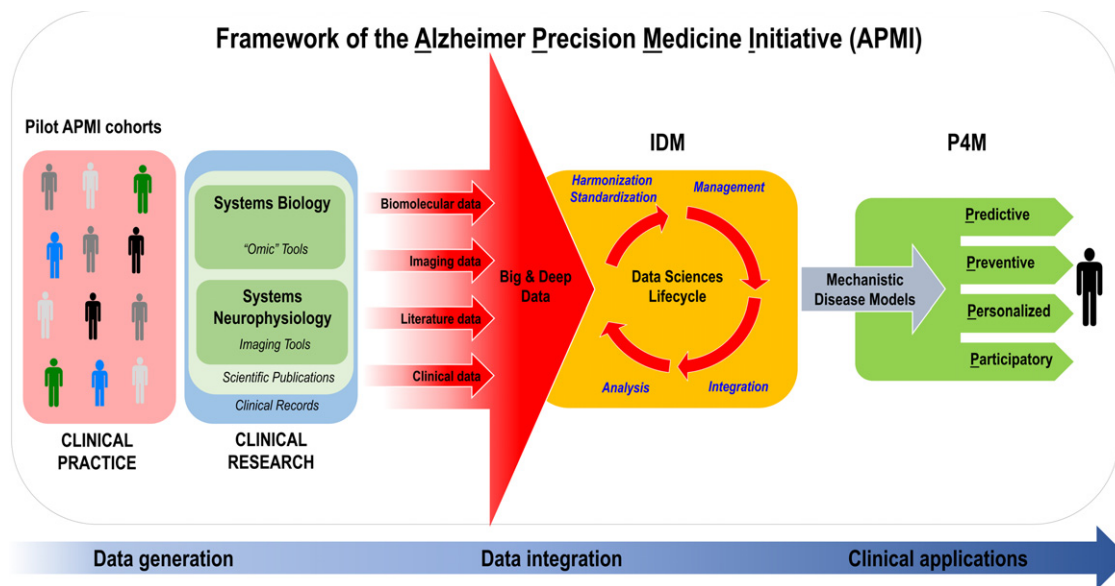 Framework of the Alzheimer Precision Medicine Initiative (APMI)
Pilot APMI cohorts
CLINICAL
PRACTICE
Systems Biology
“Omic” Tools
Systems
Neurophysiology
Imaging Tools
Scientific Publications
Clinical Records
CLINICAL
RESEARCH
Biomolecular data
Imaging data
Literature data
Clinical data
Big & Deep
Data
IDM
Harmonization
Standardization
Management
Data Sciences
Lifecycle
Analysis
Integration
Mechanistic
Disease Models
P4M
Predictive
Preventive
Personalized
Participatory
Data generation
Data integration
Clinical applications